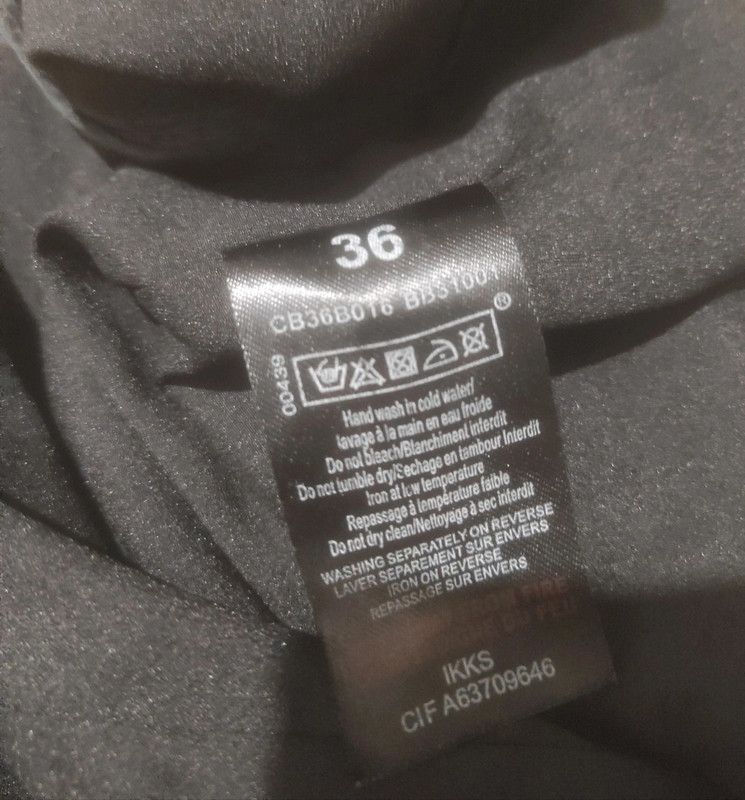 36
CB36B016 BB31001
®
00439
Hand wash in cold water/
lavage à la main en eau froide
Do not bleach/Blanchiment interdit
Do not tumble dry/Sechage en tambour interdit
Iron at low temperature
Repassage à température faible
Do not dry clean/Nettoyage à sec interdit
WASHING SEPARATELY ON REVERSE
LAVER SEPAREMENT SUR ENVERS
IRON ON REVERSE
REPASSAGE SUR ENVERS
IKKS
CIF A63709646